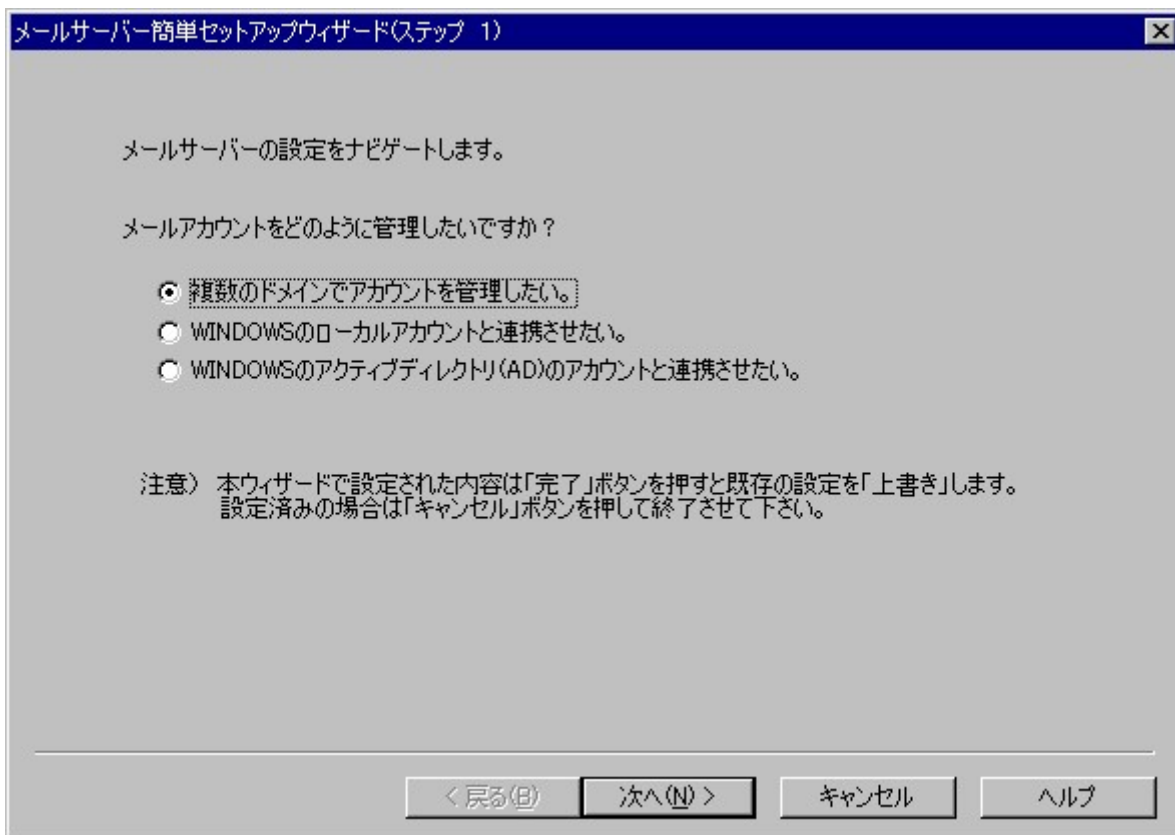 メールサーバー簡単セットアップウィザード(ステップ 1)
メールサーバーの設定をナビゲートします。
メールアカウントをどのように管理したいですか？
複数のドメインでアカウントを管理したい。
WINDOWSのローカルアカウントと連携させたい。
WINDOWSのアクティブディレクトリ(AD)のアカウントと連携させたい。
注意） 本ウィザードで設定された内容は「完了」ボタンを押すと既存の設定を「上書き」します。
設定済みの場合は「キャンセル」ボタンを押して終了させて下さい。
< 戻る(B) 次へ(N) > キャンセル ヘルプ